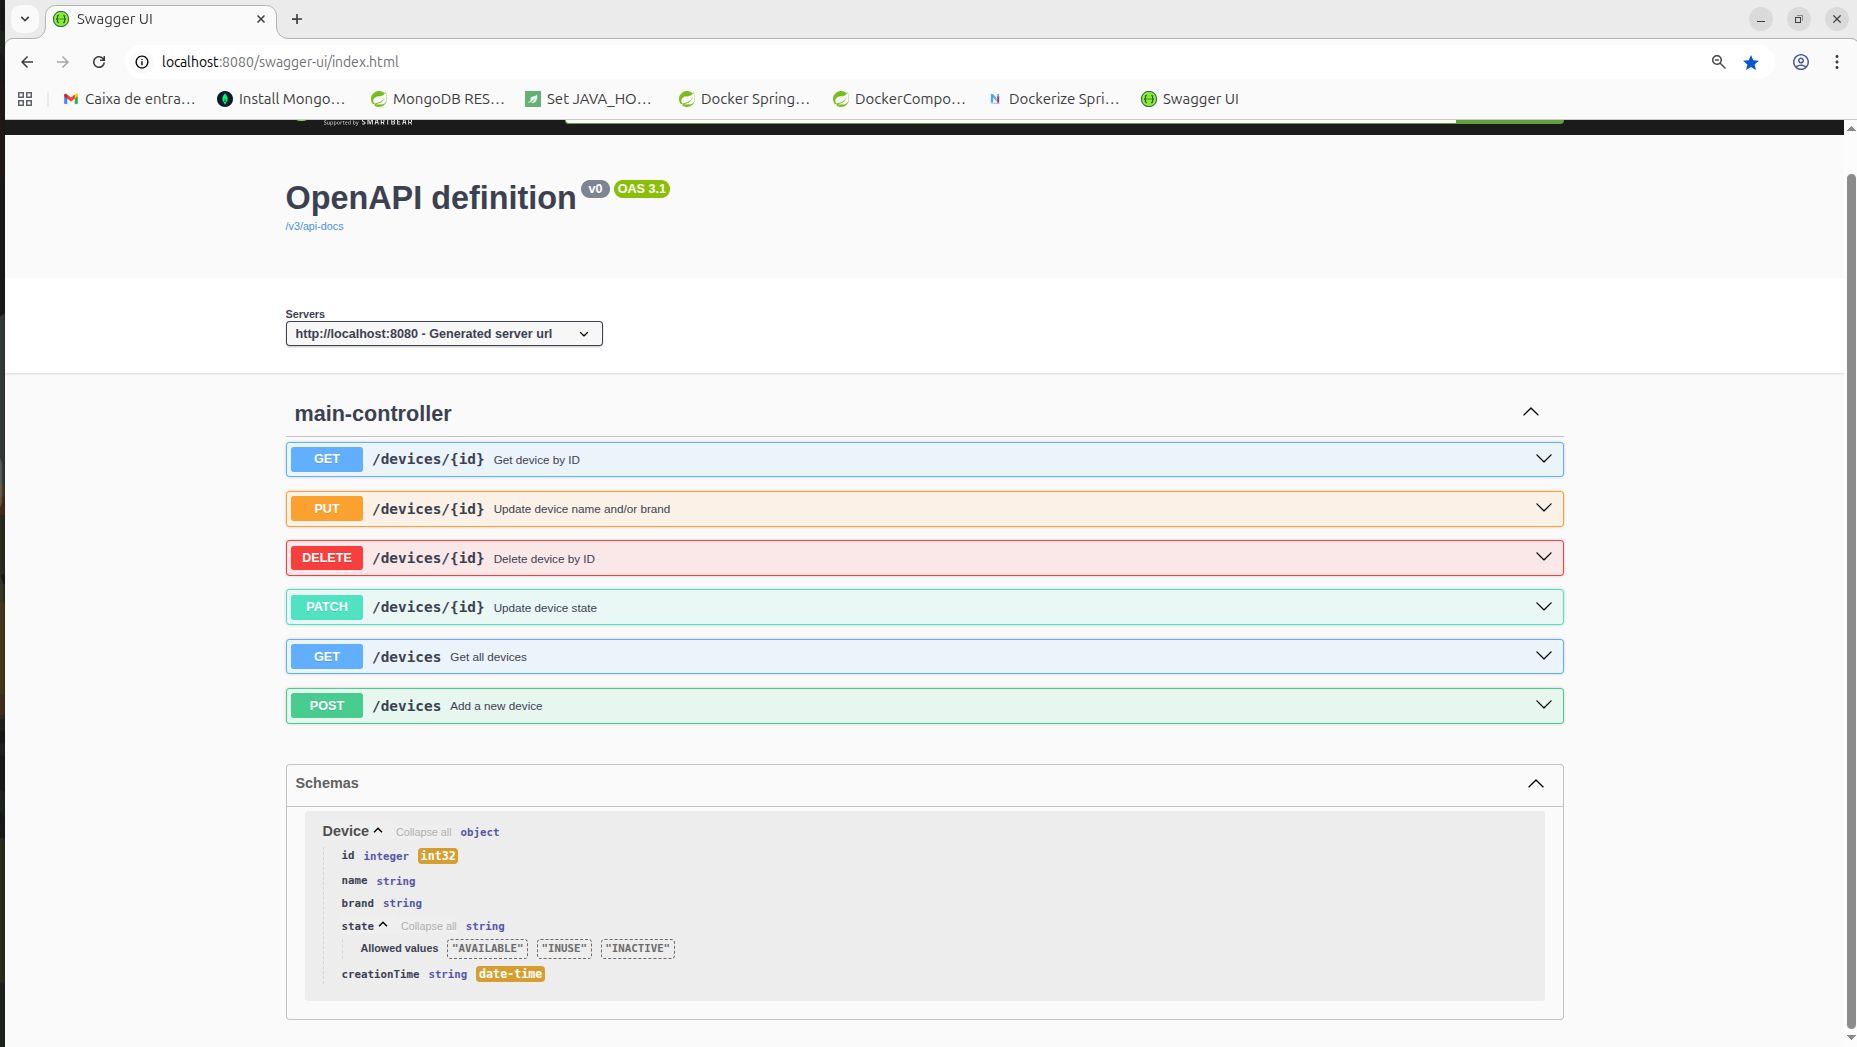 Swagger UI
localhost:8080/swagger-ui/index.html
Caixa de entra... Install Mongo... MongoDB RES... Set JAVA_HO... Docker Spring... DockerCompo... Dockerize Spri... Swagger UI
Supported by SMARTBEAR
OpenAPI definition v0 OAS 3.1
/v3/api-docs
Servers
http://localhost:8080 - Generated server url
main-controller
GET /devices/{id} Get device by ID
PUT /devices/{id} Update device name and/or brand
DELETE /devices/{id} Delete device by ID
PATCH /devices/{id} Update device state
GET /devices Get all devices
POST /devices Add a new device
Schemas
Device Collapse all object
id integer int32
name string
brand string
state Collapse all string
Allowed values "AVAILABLE" "INUSE" "INACTIVE"
creationTime string date-time